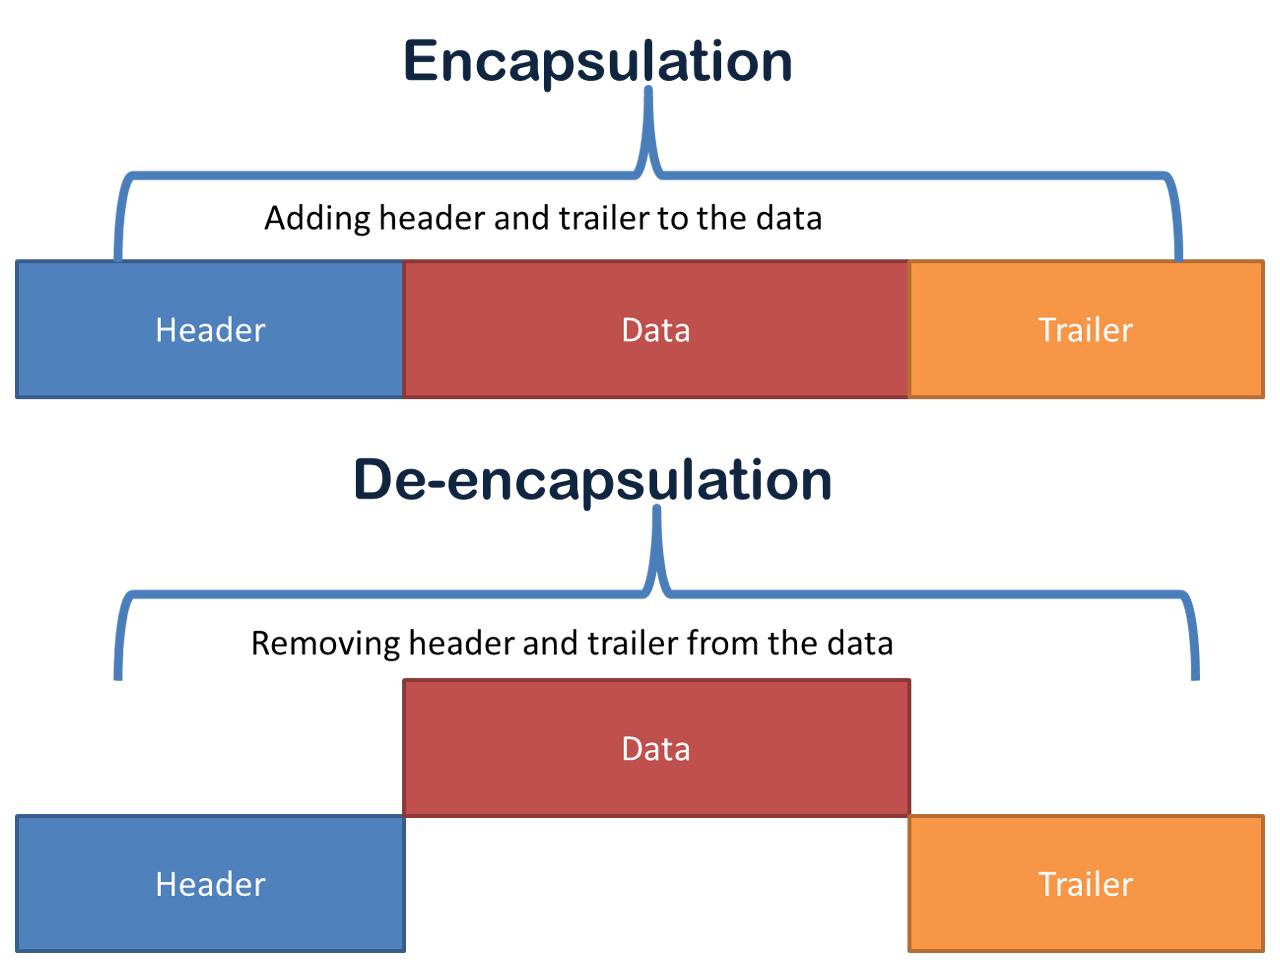 Encapsulation
Adding header and trailer to the data
Header Data Trailer
De-encapsulation
Removing header and trailer from the data
Data
Header Trailer